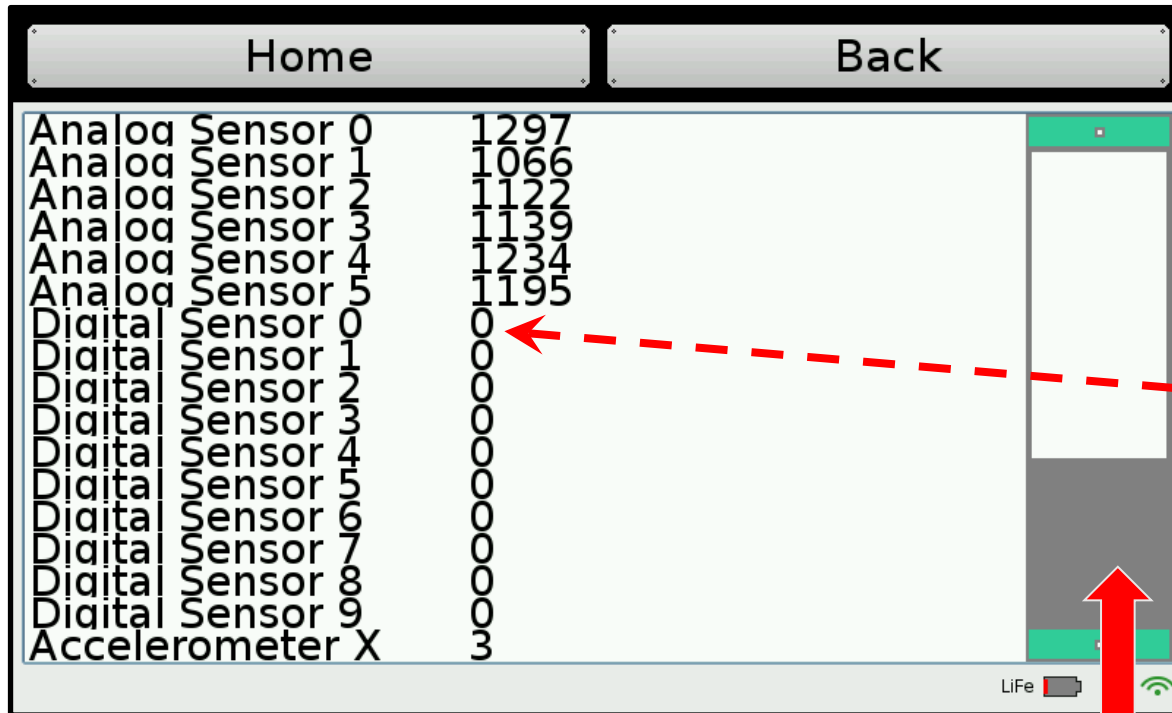 Home Back
Analog Sensor 0 1297
Analog Sensor 1 1066
Analog Sensor 2 1122
Analog Sensor 3 1139
Analog Sensor 4 1234
Analog Sensor 5 1195
Digital Sensor 0 0
Digital Sensor 1 0
Digital Sensor 2 0
Digital Sensor 3 0
Digital Sensor 4 0
Digital Sensor 5 0
Digital Sensor 6 0
Digital Sensor 7 0
Digital Sensor 8 0
Digital Sensor 9 0
Accelerometer X 3
LiFe